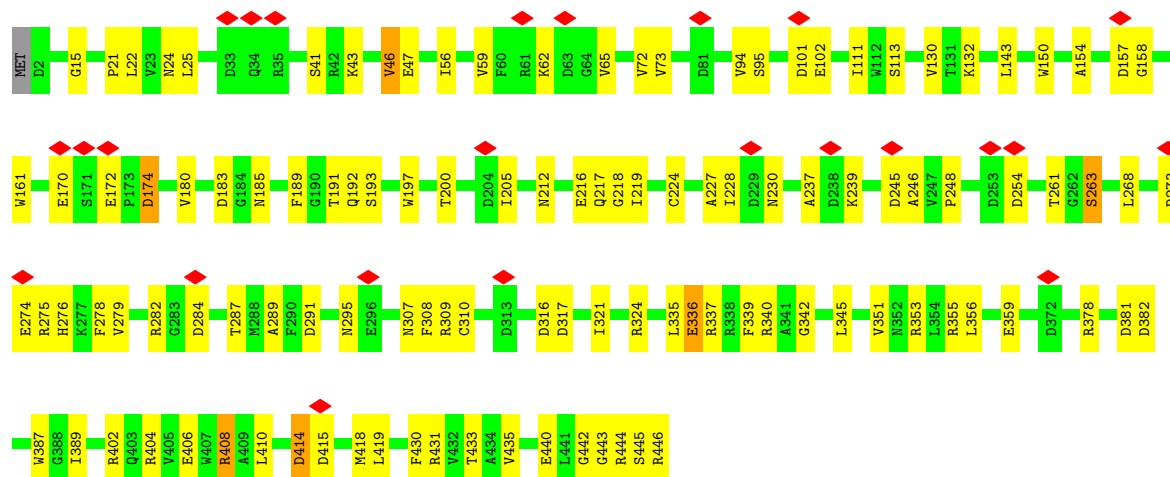 MET D2 G15 P21 L22 V23 N24 L25 D33 Q34 R35 S41 R42 K43 V46 E47 I56 V59 F60 R61 K62 D63 G64 V65 V72 V73 D81 V94 S95 D101 E102 I111 W112 S113 V130 T131 K132 L143 W150 A154 D157 G158
W161 E170 S171 E172 P173 D174 V180 D183 G184 N185 F189 G190 T191 Q192 S193 W197 T200 D204 I205 N212 E216 Q217 G218 I219 C224 A227 I228 D229 N230 A237 D238 K239 D245 A246 V247 P248 D253 D254 T261 G262 S263 L268
E274 R275 H276 K277 F278 V279 R282 G283 D284 T287 M288 A289 F290 D291 N295 E296 N307 F308 R309 C310 D313 D316 D317 I321 R324 L335 E336 R337 R338 F339 R340 A341 G342 L345 V351 N352 R353 L354 R355 L356 E359 D372 R378 D381 D382
W387 G388 I389 R402 Q403 R404 V405 E406 W407 R408 A409 L410 D414 D415 M418 L419 F430 R431 V432 T433 A434 V435 E440 L441 G442 G443 R444 S445 R446